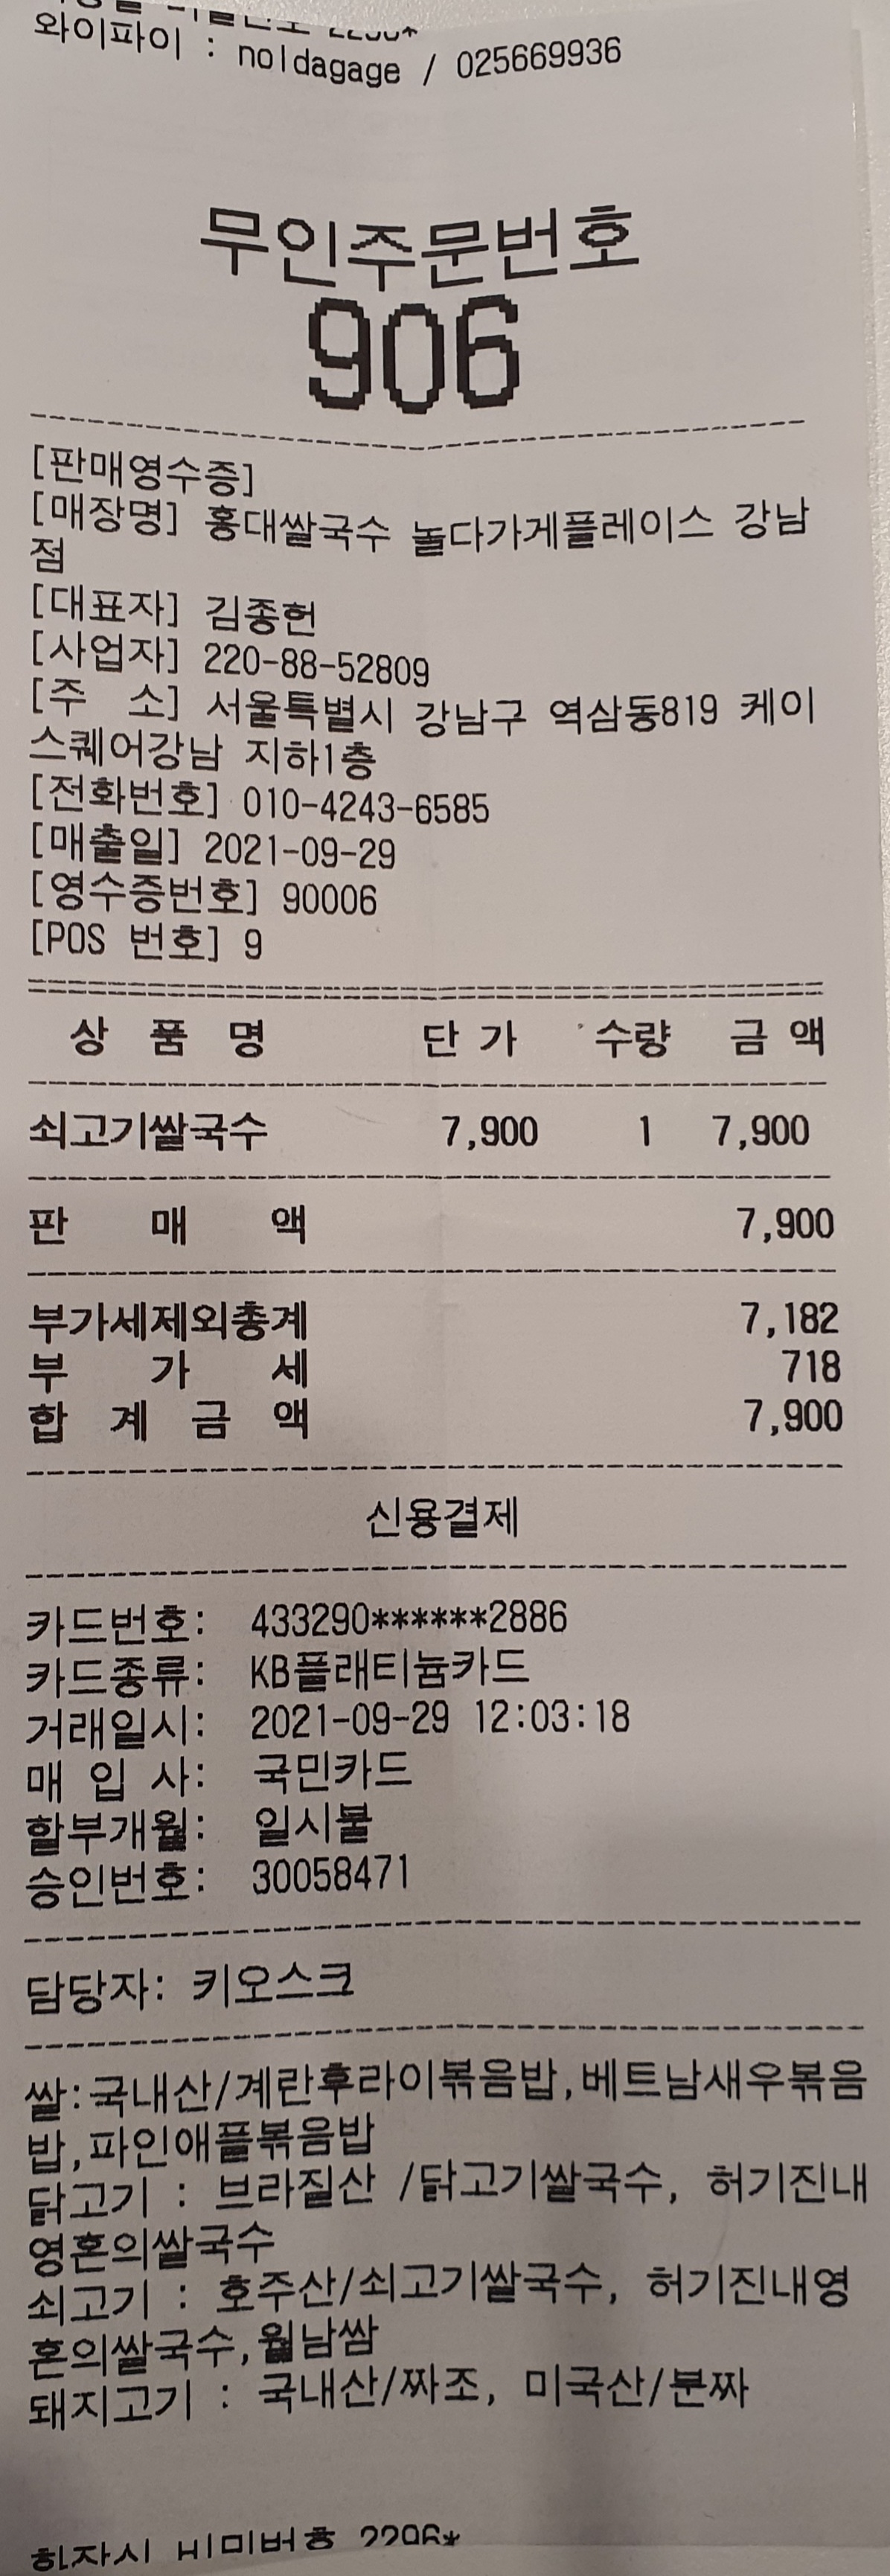 와이파이 : noldagage / 025669936
무인주문번호
906
[판매영수증]
[매장명] 홍대쌀국수 놀다가게플레이스 강남
점
[대표자] 김종헌
[사업자] 220-88-52809
[주 소] 서울특별시 강남구 역삼동819 케이
스퀘어강남 지하1층
[전화번호] 010-4243-6585
[매출일] 2021-09-29
[영수증번호] 90006
[POS 번호] 9
상 품 명 단 가 수량 금 액
쇠고기쌀국수 7,900 1 7,900
판 매 액 7,900
부가세제외총계 7,182
부 가 세 718
합 계 금 액 7,900
신용결제
카드번호: 433290******2886
카드종류: KB플래티늄카드
거래일시: 2021-09-29 12:03:18
매 입 사: 국민카드
할부개월: 일시불
승인번호: 30058471
담당자: 키오스크
쌀:국내산/계란후라이볶음밥,베트남새우볶음
밥,파인애플볶음밥
닭고기 : 브라질산 /닭고기쌀국수, 허기진내
영혼의쌀국수
쇠고기 : 호주산/쇠고기쌀국수, 허기진내영
혼의쌀국수,월남쌈
돼지고기 : 국내산/짜조, 미국산/분짜